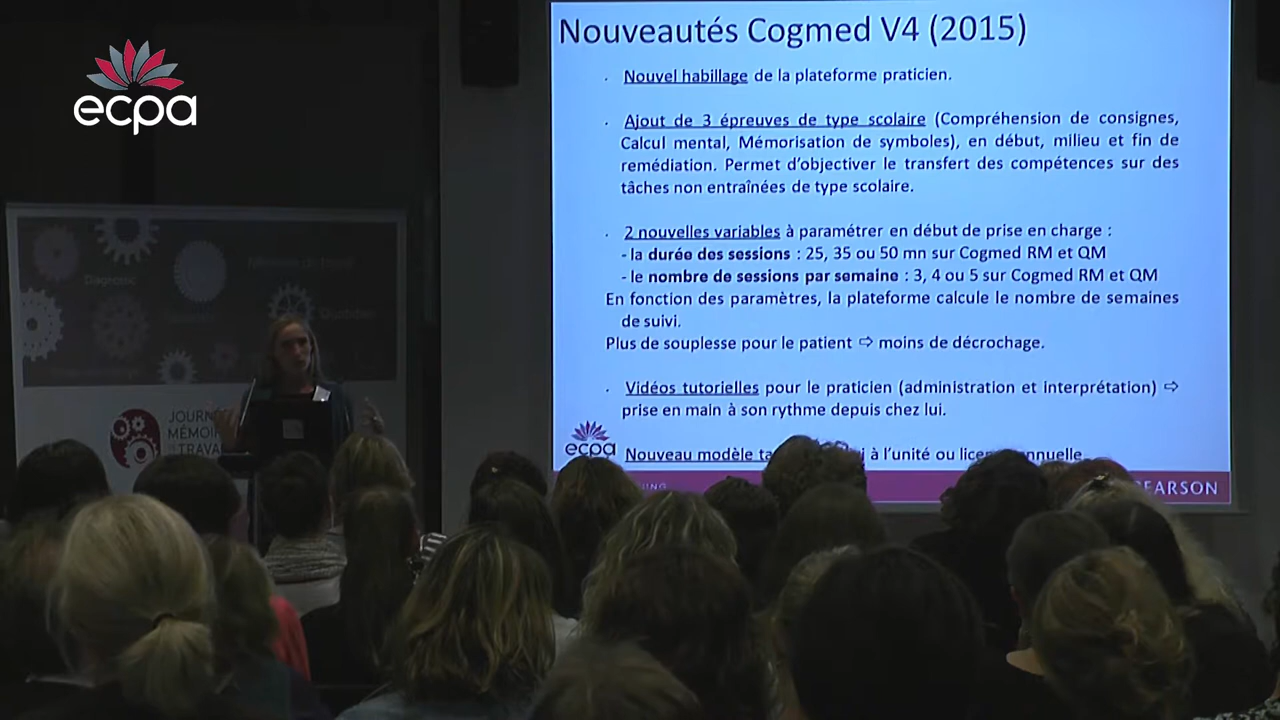 ecpa
Nouveautés Cogmed V4 (2015)
· Nouvel habillage de la plateforme praticien.
· Ajout de 3 épreuves de type scolaire (Compréhension de consignes,
Calcul mental, Mémorisation de symboles), en début, milieu et fin de
remédiation. Permet d'objectiver le transfert des compétences sur des
tâches non entraînées de type scolaire.
· 2 nouvelles variables à paramétrer en début de prise en charge :
- la durée des sessions : 25, 35 ou 50 mn sur Cogmed RM et QM
- le nombre de sessions par semaine : 3, 4 ou 5 sur Cogmed RM et QM
En fonction des paramètres, la plateforme calcule le nombre de semaines
de suivi.
Plus de souplesse pour le patient ⇨ moins de décrochage.
· Vidéos tutorielles pour le praticien (administration et interprétation) ⇨
prise en main à son rythme depuis chez lui.
Nouveau modèle à l'unité ou
ecpa
Diagnostic
JOURN
MÉMOI
TRAVA